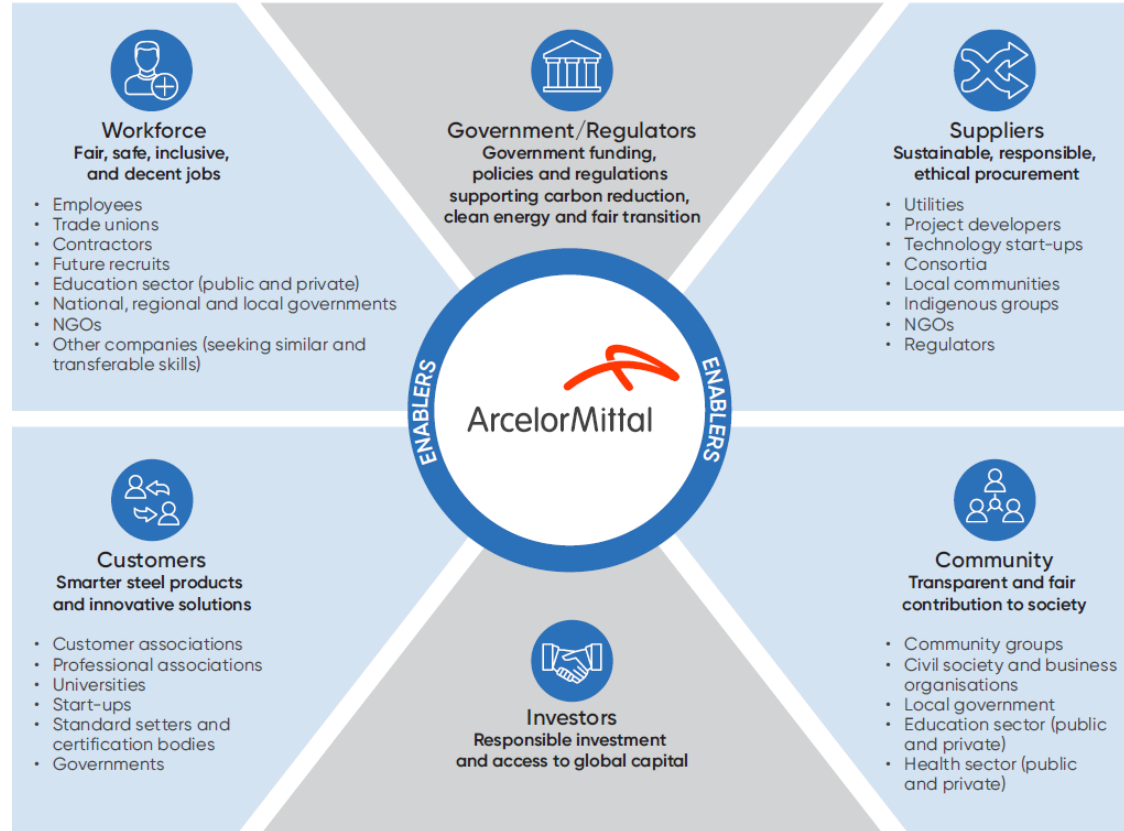 Workforce
Fair, safe, inclusive,
and decent jobs
• Employees
• Trade unions
• Contractors
• Future recruits
• Education sector (public and private)
• National, regional and local governments
• NGOs
• Other companies (seeking similar and
transferable skills)
Government/Regulators
Government funding,
policies and regulations
supporting carbon reduction,
clean energy and fair transition
Suppliers
Sustainable, responsible,
ethical procurement
• Utilities
• Project developers
• Technology start-ups
• Consortia
• Local communities
• Indigenous groups
• NGOs
• Regulators
ENABLERS
ArcelorMittal
ENABLERS
Customers
Smarter steel products
and innovative solutions
• Customer associations
• Professional associations
• Universities
• Start-ups
• Standard setters and
certification bodies
• Governments
Investors
Responsible investment
and access to global capital
Community
Transparent and fair
contribution to society
• Community groups
• Civil society and business
organisations
• Local government
• Education sector (public
and private)
• Health sector (public
and private)